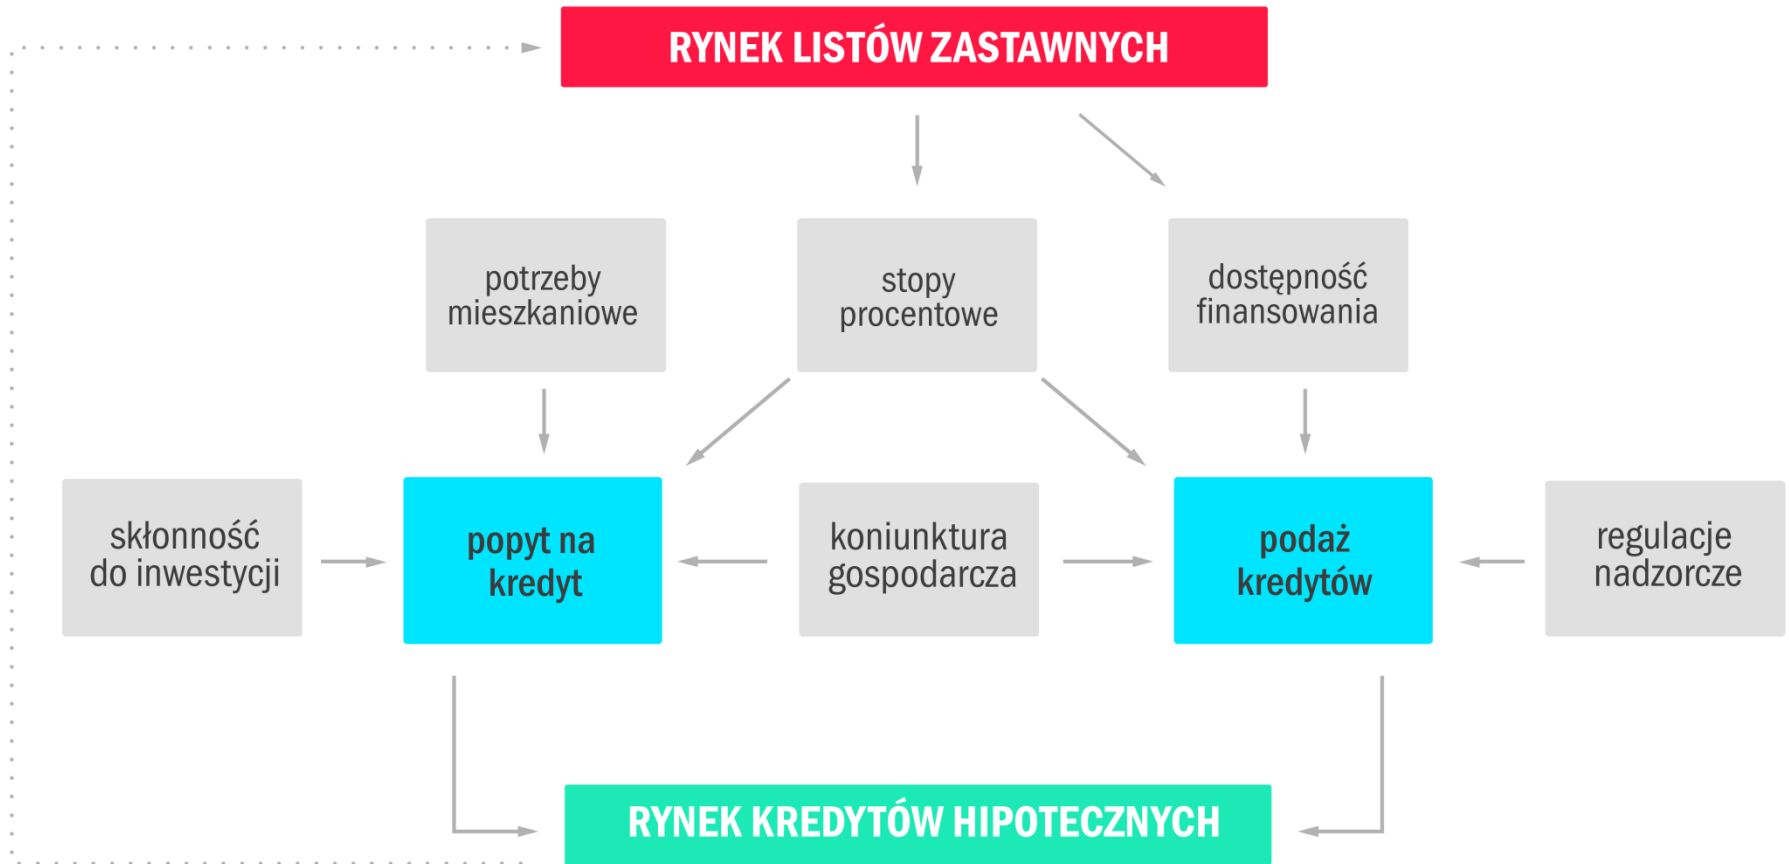 RYNEK LISTÓW ZASTAWNYCH
potrzeby
mieszkaniowe
stopy
procentowe
dostępność
finansowania
skłonność
do inwestycji
popyt na
kredyt
koniunktura
gospodarcza
podaż
kredytów
regulacje
nadzorcze
RYNEK KREDYTÓW HIPOTECZNYCH